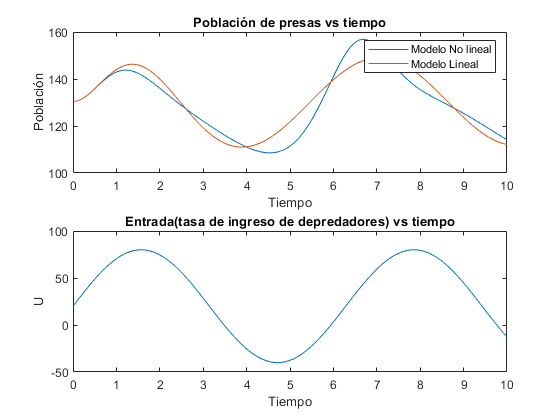 Población de presas vs tiempo
160
140
120
100
Población
Modelo No lineal
Modelo Lineal
0 1 2 3 4 5 6 7 8 9 10
Tiempo
Entrada(tasa de ingreso de depredadores) vs tiempo
100
50
0
-50
U
0 1 2 3 4 5 6 7 8 9 10
Tiempo